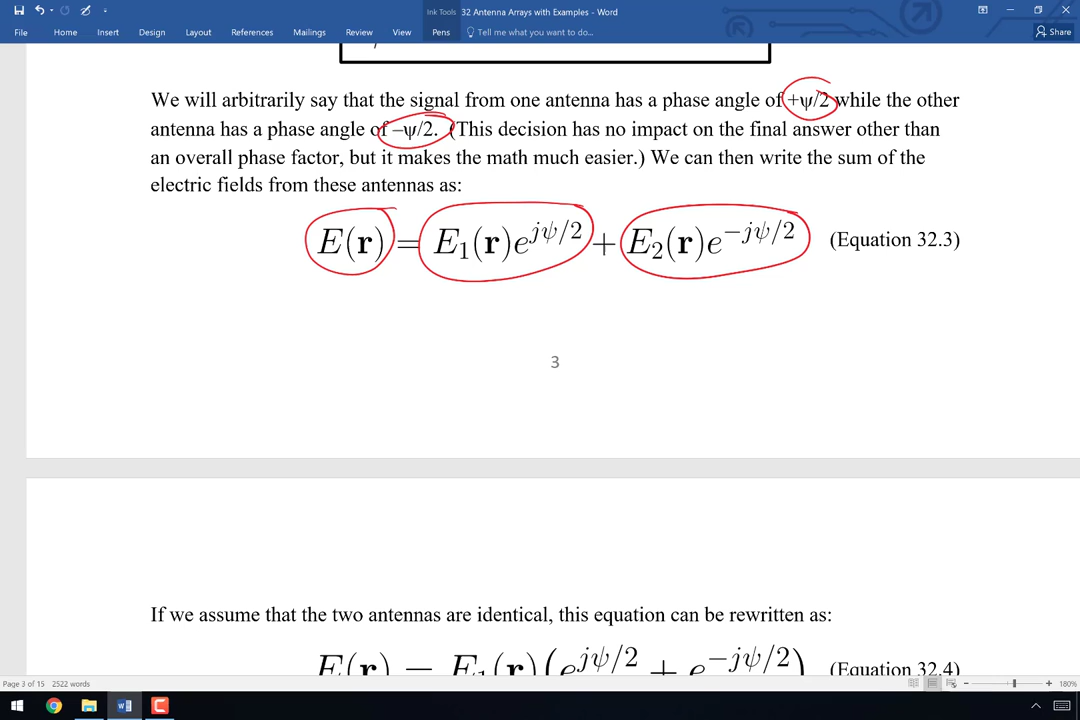 Ink Tools 32 Antenna Arrays with Examples - Word
File Home Insert Design Layout References Mailings Review View Pens Tell me what you want to do... Share
We will arbitrarily say that the signal from one antenna has a phase angle of +ψ/2 while the other
antenna has a phase angle of −ψ/2. (This decision has no impact on the final answer other than
an overall phase factor, but it makes the math much easier.) We can then write the sum of the
electric fields from these antennas as:
E(r) = E₁(r)e^{jψ/2} + E₂(r)e^{−jψ/2} (Equation 32.3)
3
If we assume that the two antennas are identical, this equation can be rewritten as:
E(r) = E₁(r)(e^{jψ/2} + e^{−jψ/2}) (Equation 32.4)
Page 3 of 15 2522 words 180%